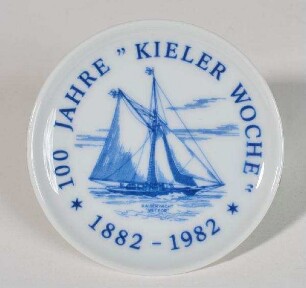 100 JAHRE „ KIELER WOCHE"
* 1882 - 1982 *